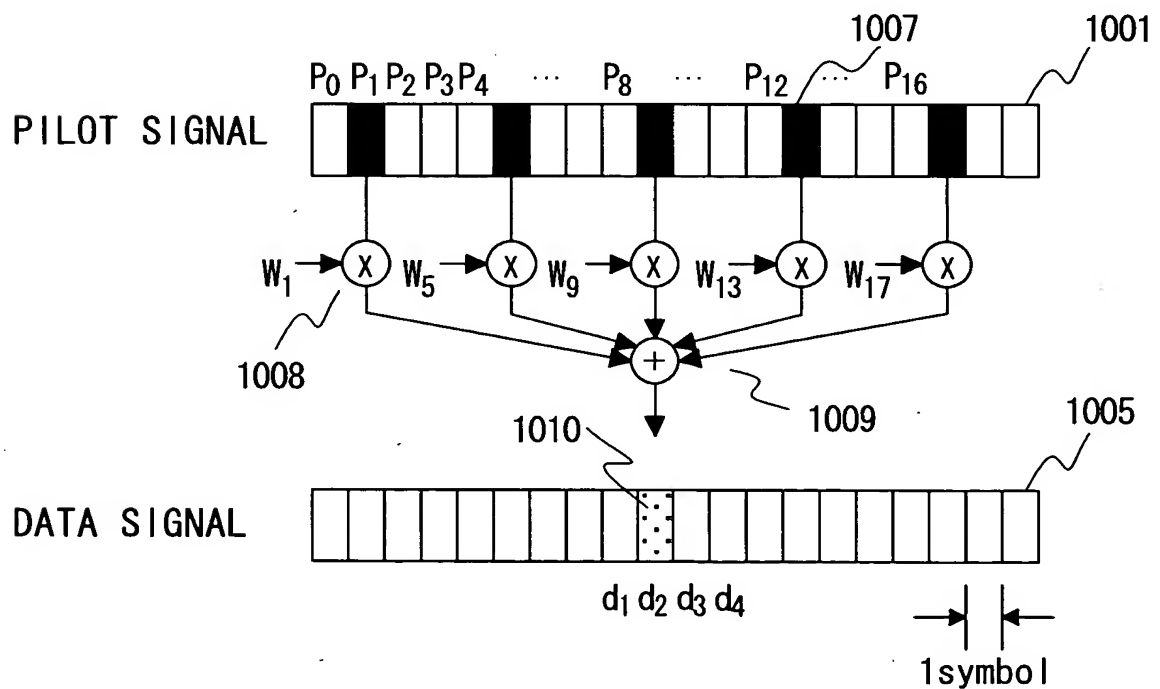 1007
1001
P0 P1 P2 P3 P4 ... P8 ... P12 ... P16
PILOT SIGNAL
W1 X W5 X W9 X W13 X W17 X
1008
+
1009
1010
1005
DATA SIGNAL
d1 d2 d3 d4
1symbol